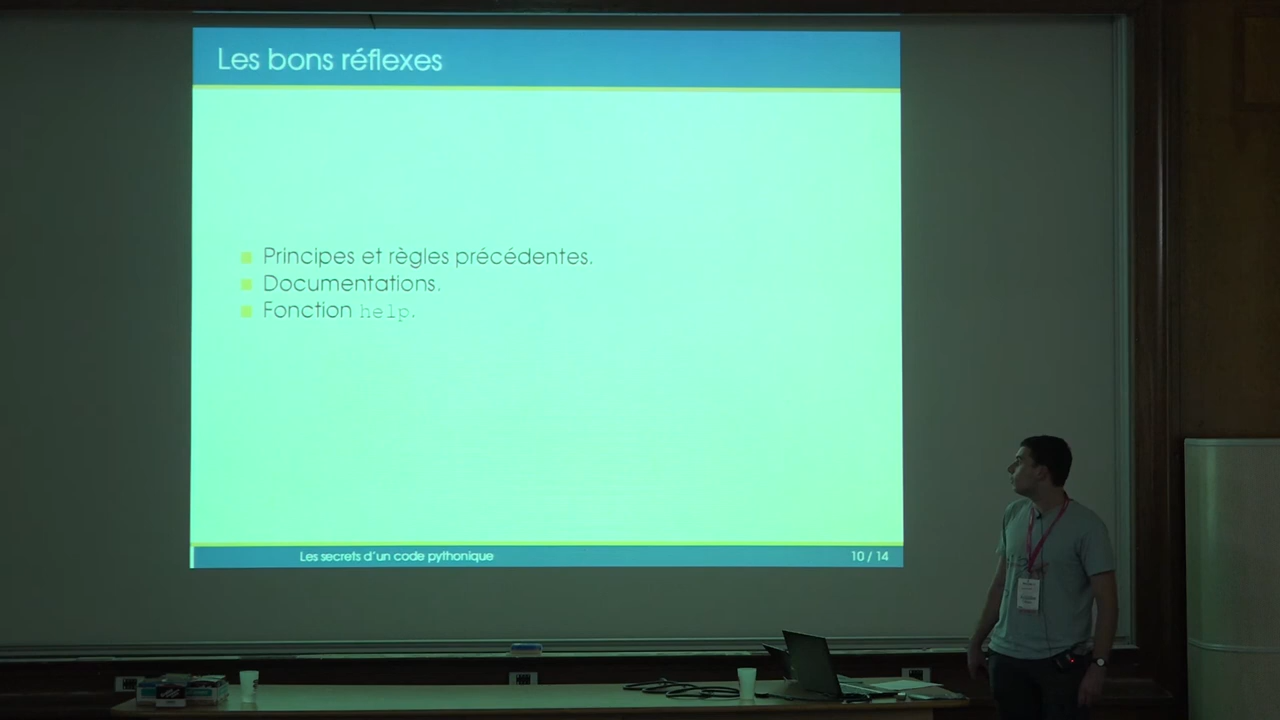 Les bons réflexes
Principes et règles précédentes.
Documentations.
Fonction help.
Les secrets d'un code pythonique
10 / 14